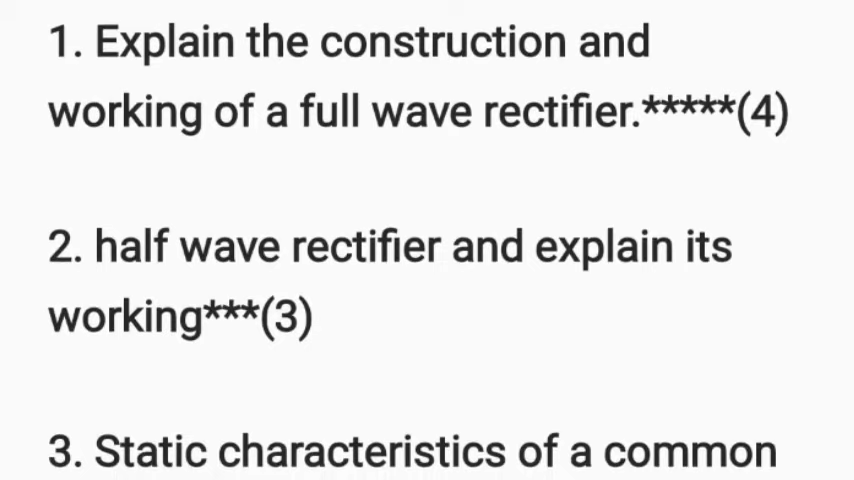 1. Explain the construction and
working of a full wave rectifier.*****(4)
2. half wave rectifier and explain its
working***(3)
3. Static characteristics of a common